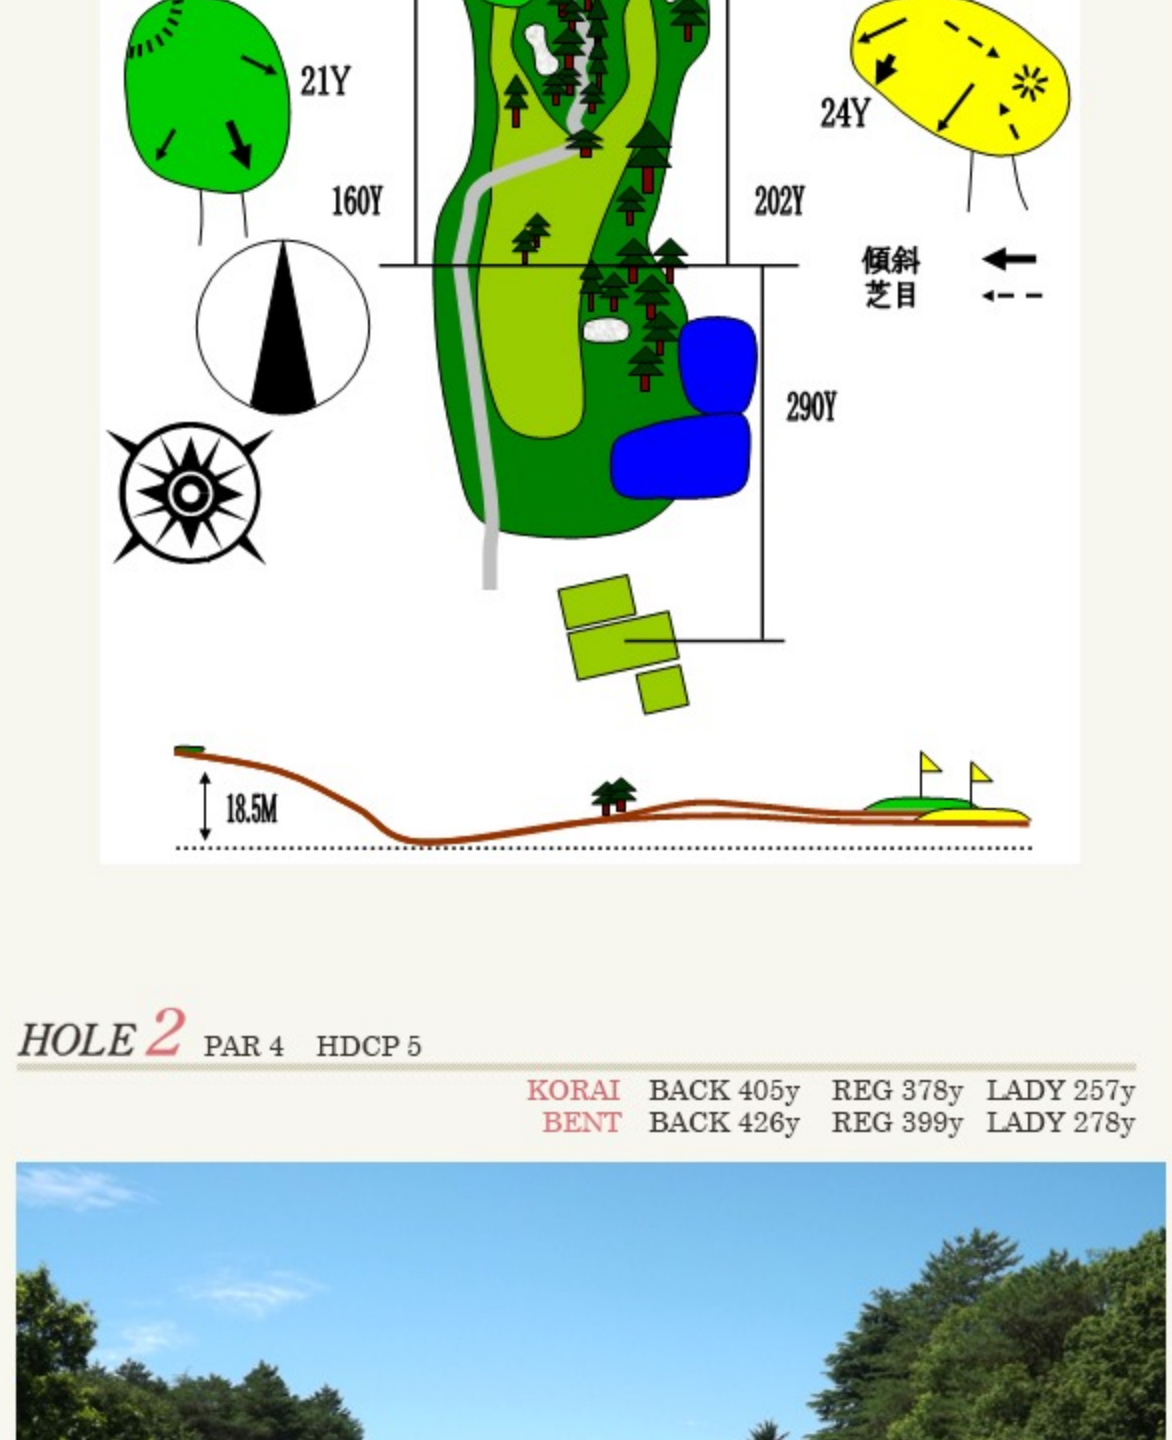 21Y
24Y
160Y
202Y
傾斜
芝目
290Y
18.5M
HOLE 2 PAR 4 HDCP 5
KORAI BACK 405y REG 378y LADY 257y
BENT BACK 426y REG 399y LADY 278y